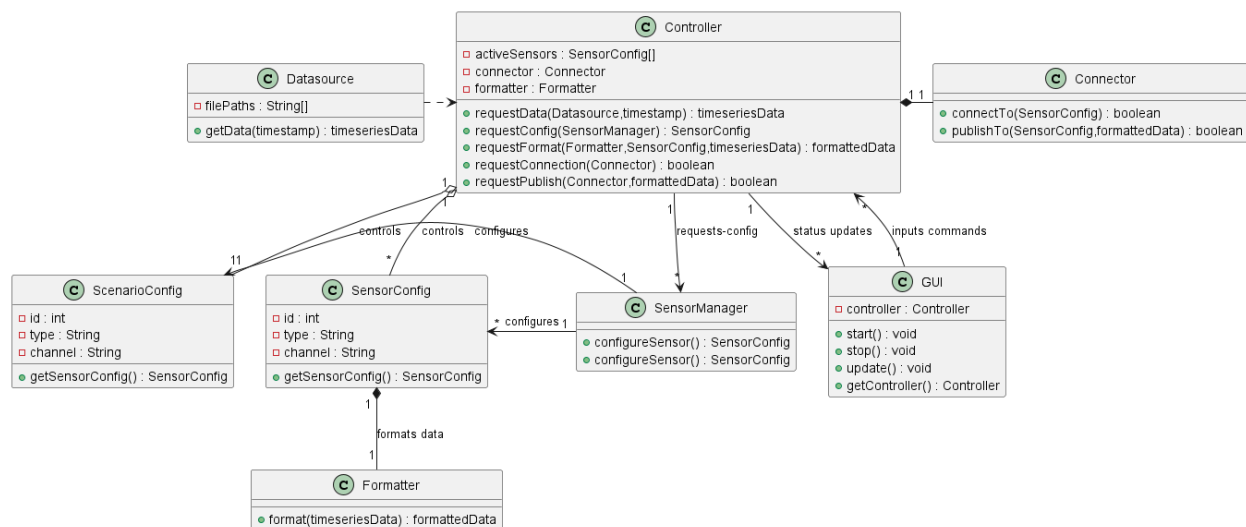 C Controller
activeSensors : SensorConfig[]
connector : Connector
formatter : Formatter
requestData(Datasource,timestamp) : timeseriesData
requestConfig(SensorManager) : SensorConfig
requestFormat(Formatter,SensorConfig,timeseriesData) : formattedData
requestConnection(Connector) : boolean
requestPublish(Connector,formattedData) : boolean
C Datasource
filePaths : String[]
getData(timestamp) : timeseriesData
1 1
C Connector
connectTo(SensorConfig) : boolean
publishTo(SensorConfig,formattedData) : boolean
1
1
1
1
*
controls
controls
configures
requests-config
status updates
inputs commands
11
*
1
*
*
1
C ScenarioConfig
id : int
type : String
channel : String
getSensorConfig() : SensorConfig
C SensorConfig
id : int
type : String
channel : String
getSensorConfig() : SensorConfig
* configures 1
C SensorManager
configureSensor() : SensorConfig
configureSensor() : SensorConfig
C GUI
controller : Controller
start() : void
stop() : void
update() : void
getController() : Controller
1
formats data
1
C Formatter
format(timeseriesData) : formattedData